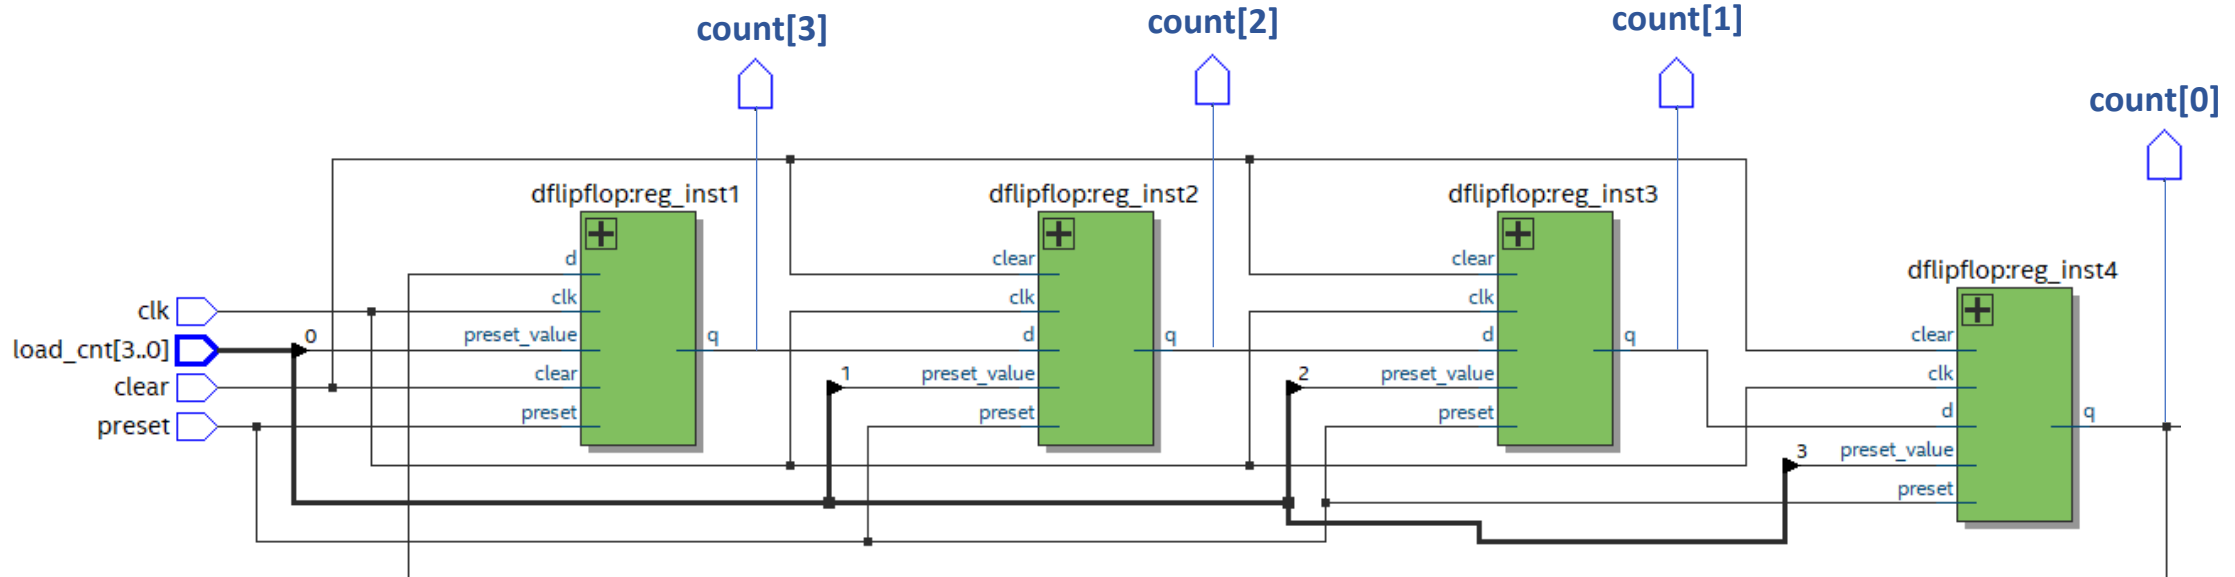 count[3]
count[2]
count[1]
count[0]
dflipflop:reg_inst1
dflipflop:reg_inst2
dflipflop:reg_inst3
dflipflop:reg_inst4
clk
load_cnt[3..0]
clear
preset
0
d
clk
preset_value
clear
preset
q
1
clear
clk
d
preset_value
preset
q
2
clear
clk
d
preset_value
preset
q
3
clear
clk
d
preset_value
preset
q